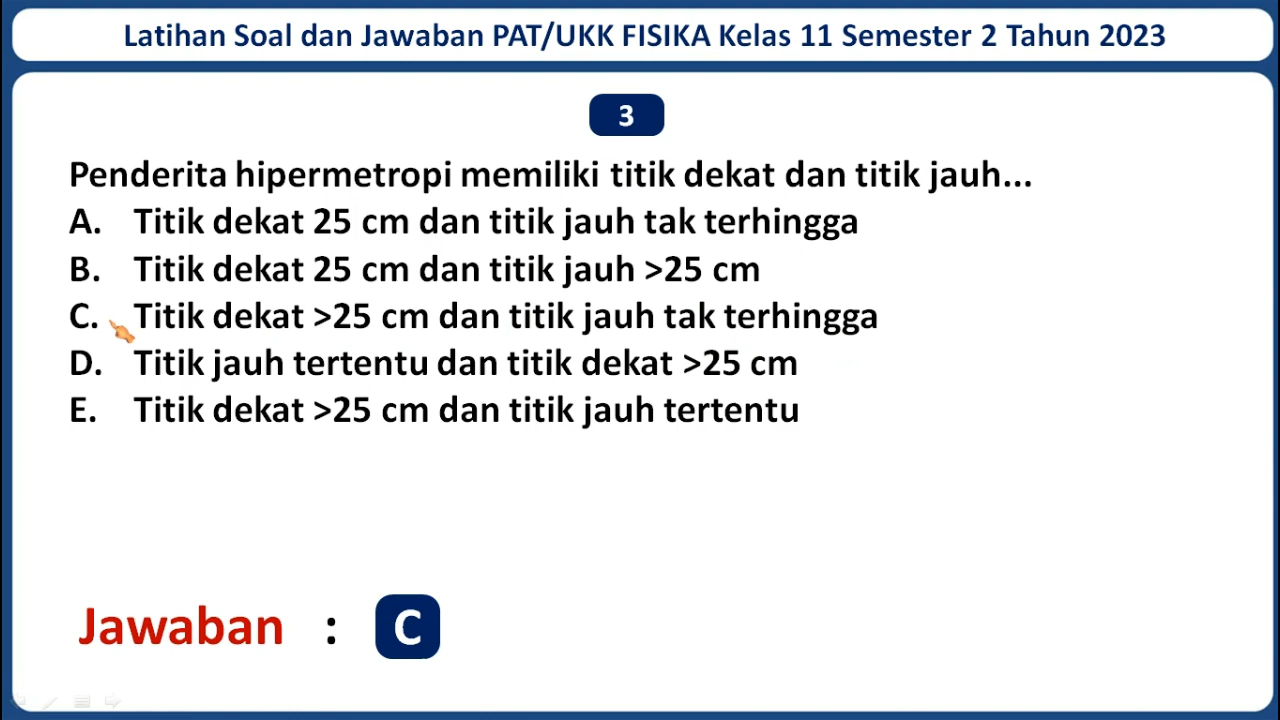 Latihan Soal dan Jawaban PAT/UKK FISIKA Kelas 11 Semester 2 Tahun 2023
3
Penderita hipermetropi memiliki titik dekat dan titik jauh...
A. Titik dekat 25 cm dan titik jauh tak terhingga
B. Titik dekat 25 cm dan titik jauh >25 cm
C. Titik dekat >25 cm dan titik jauh tak terhingga
D. Titik jauh tertentu dan titik dekat >25 cm
E. Titik dekat >25 cm dan titik jauh tertentu
Jawaban : C